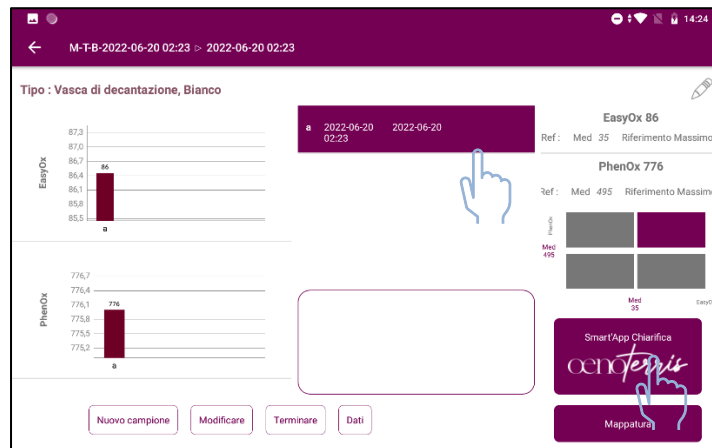 14:24
M-T-B-2022-06-20 02:23 ▷ 2022-06-20 02:23
Tipo : Vasca di decantazione, Bianco
EasyOx
87,3
87,0
86,7
86,4
86,1
85,8
85,5
86
a
PhenOx
776,7
776,4
776,1
775,8
775,5
775,2
776
a
a 2022-06-20 2022-06-20
02:23
EasyOx 86
Ref : Med 35 Riferimento Massimo
PhenOx 776
Ref : Med 495 Riferimento Massimo
PhenOx
Med
495
Med
35
EasyO
Smart'App Chiarifica
oenoterris
Mappatura
Nuovo campione
Modificare
Terminare
Dati